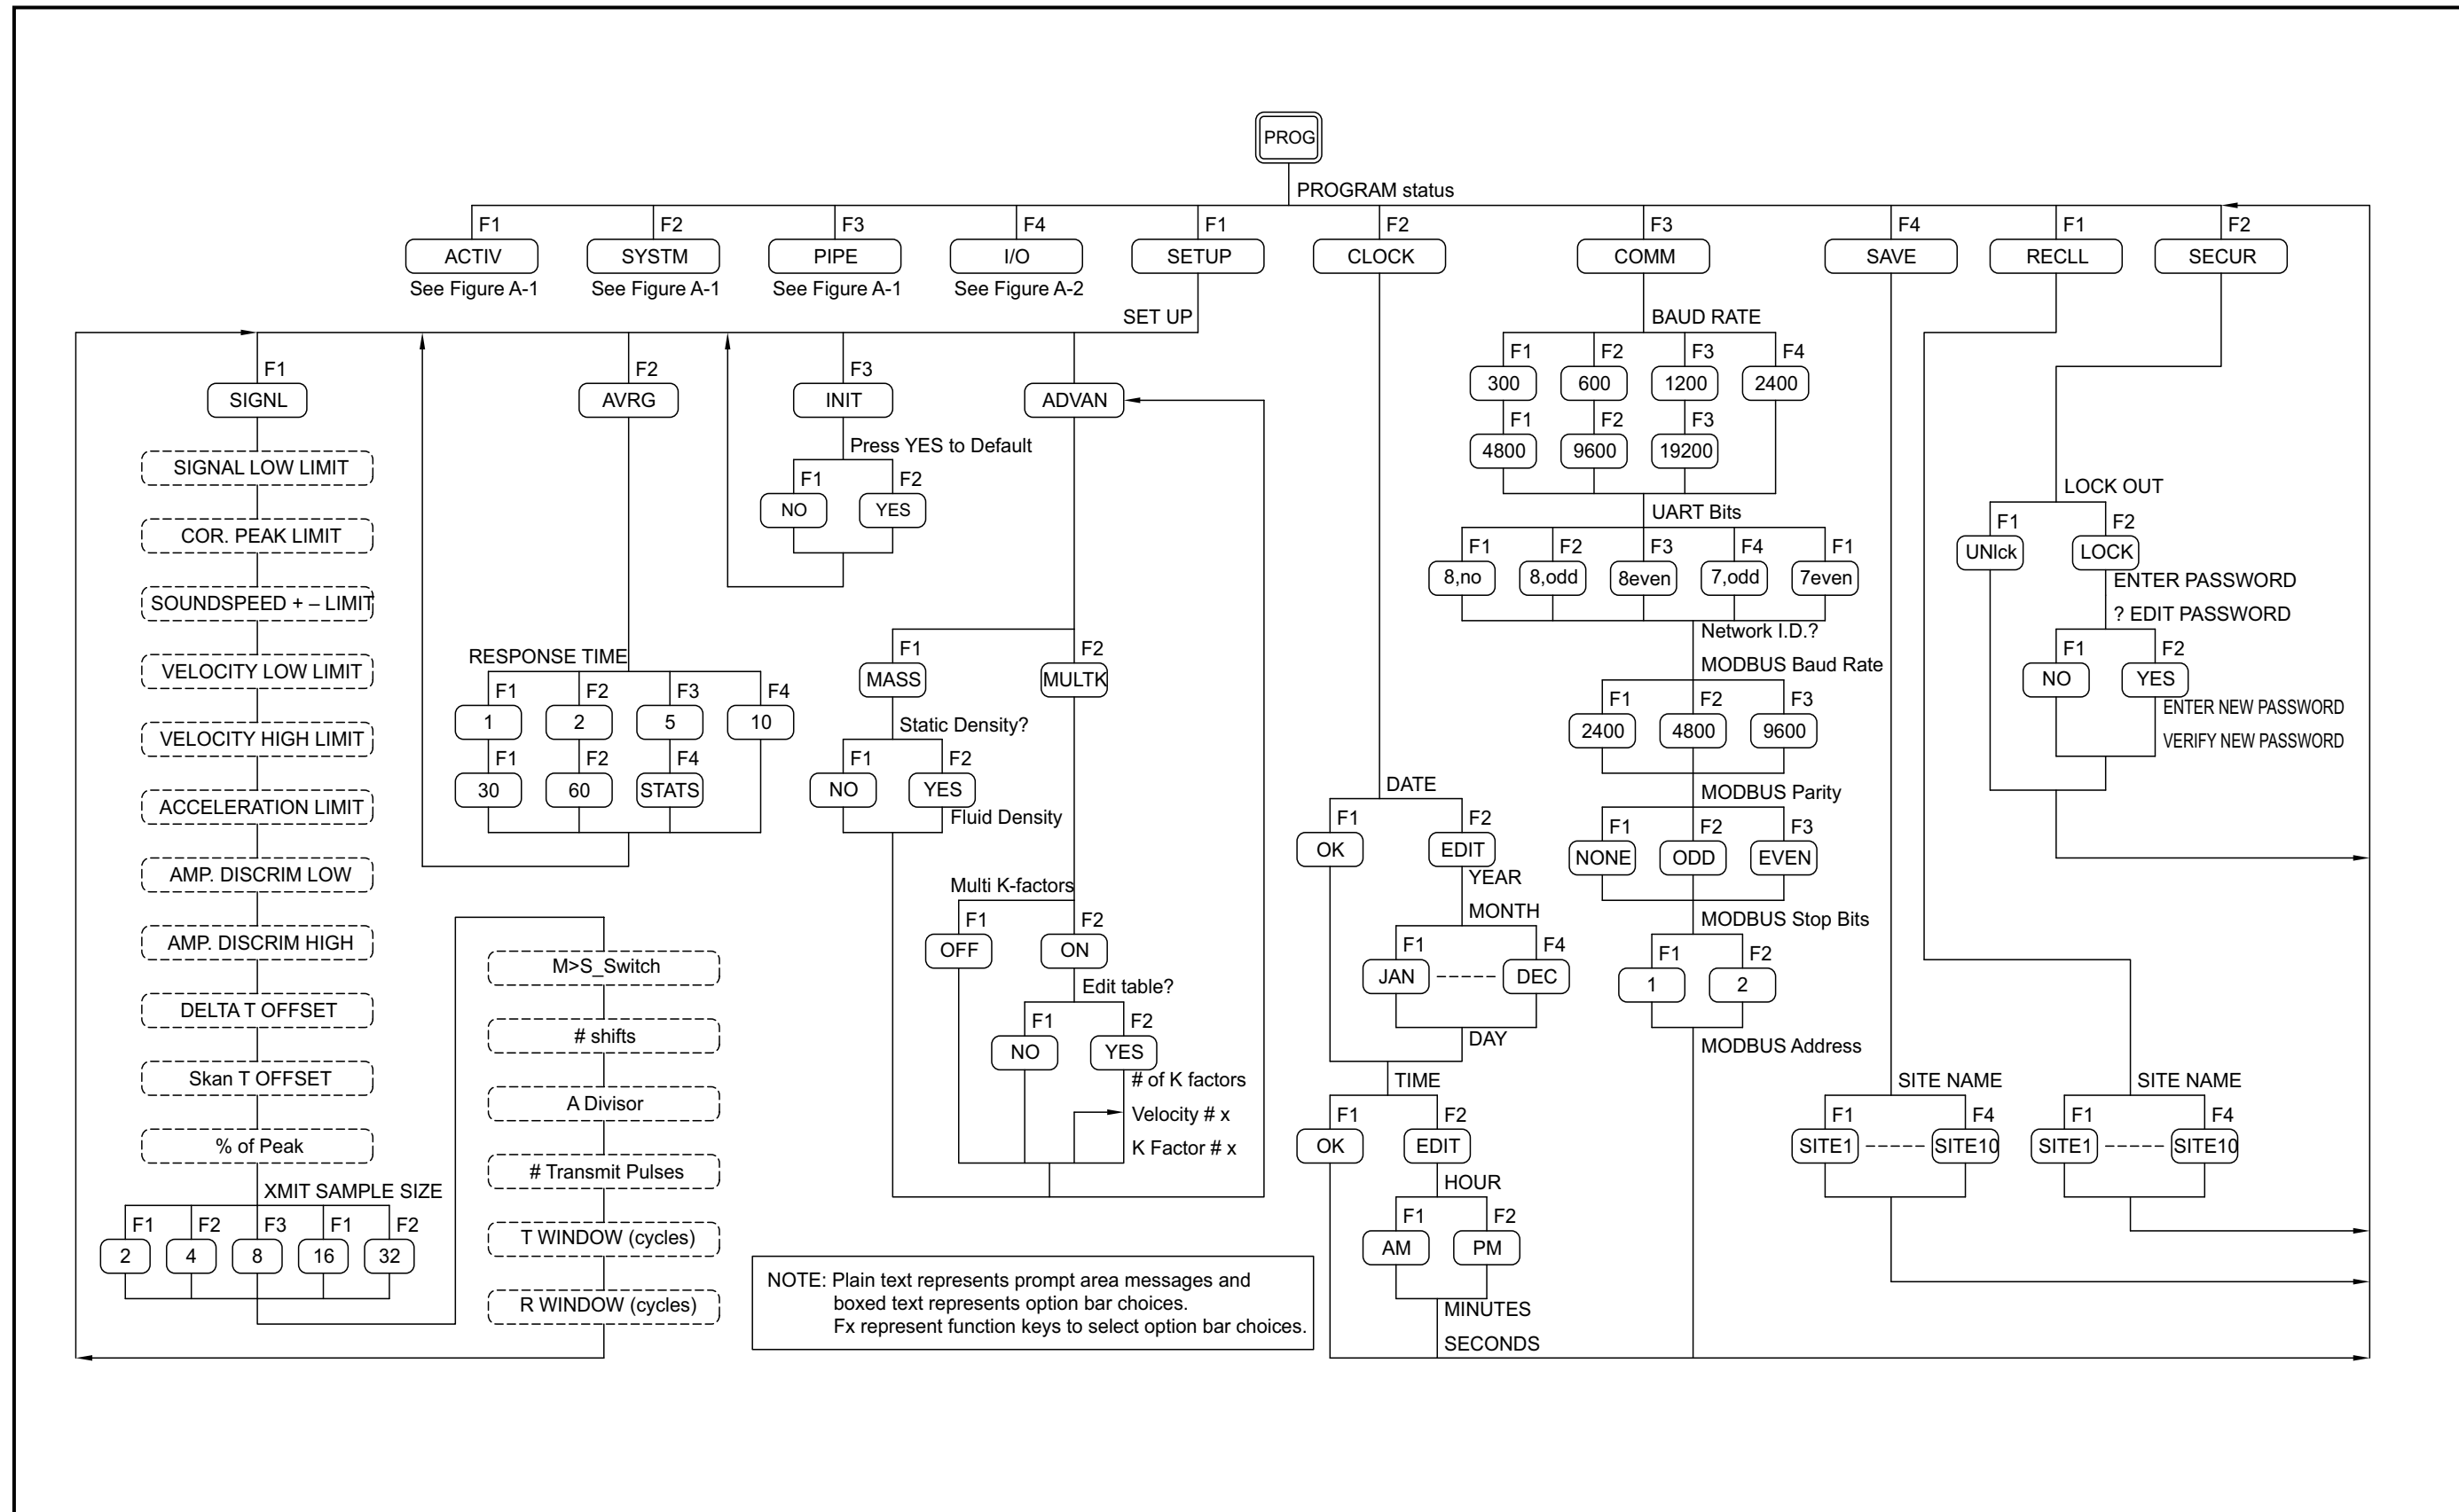 PROG
PROGRAM status
F1 F2 F3 F4 F1 F2 F3 F4 F1 F2
ACTIV SYSTM PIPE I/O SETUP CLOCK COMM SAVE RECLL SECUR
See Figure A-1 See Figure A-1 See Figure A-1 See Figure A-2
SET UP
F1 F2 F3
SIGNL AVRG INIT ADVAN
SIGNAL LOW LIMIT
COR. PEAK LIMIT
SOUNDSPEED + – LIMIT
VELOCITY LOW LIMIT
VELOCITY HIGH LIMIT
ACCELERATION LIMIT
AMP. DISCRIM LOW
AMP. DISCRIM HIGH
DELTA T OFFSET
Skan T OFFSET
% of Peak
XMIT SAMPLE SIZE
F1 F2 F3 F1 F2
2 4 8 16 32
M>S_Switch
# shifts
A Divisor
# Transmit Pulses
T WINDOW (cycles)
R WINDOW (cycles)
RESPONSE TIME
F1 F2 F3 F4
1 2 5 10
F1 F2 F4
30 60 STATS
Press YES to Default
F1 F2
NO YES
F1 F2
MASS MULTK
Static Density?
F1 F2
NO YES
Fluid Density
Multi K-factors
F1 F2
OFF ON
Edit table?
F1 F2
NO YES
# of K factors
Velocity # x
K Factor # x
DATE
F1 F2
OK EDIT
YEAR
MONTH
F1 F4
JAN ----- DEC
DAY
TIME
F1 F2
OK EDIT
HOUR
F1 F2
AM PM
MINUTES
SECONDS
BAUD RATE
F1 F2 F3 F4
300 600 1200 2400
F1 F2 F3
4800 9600 19200
UART Bits
F1 F2 F3 F4 F1
8,no 8,odd 8even 7,odd 7even
Network I.D.?
MODBUS Baud Rate
F1 F2 F3
2400 4800 9600
MODBUS Parity
F1 F2 F3
NONE ODD EVEN
MODBUS Stop Bits
F1 F2
1 2
MODBUS Address
SITE NAME
F1 F4
SITE1 ----- SITE10
SITE NAME
F1 F4
SITE1 ----- SITE10
LOCK OUT
F1 F2
UNlck LOCK
ENTER PASSWORD
? EDIT PASSWORD
F1 F2
NO YES
ENTER NEW PASSWORD
VERIFY NEW PASSWORD
NOTE: Plain text represents prompt area messages and
boxed text represents option bar choices.
Fx represent function keys to select option bar choices.